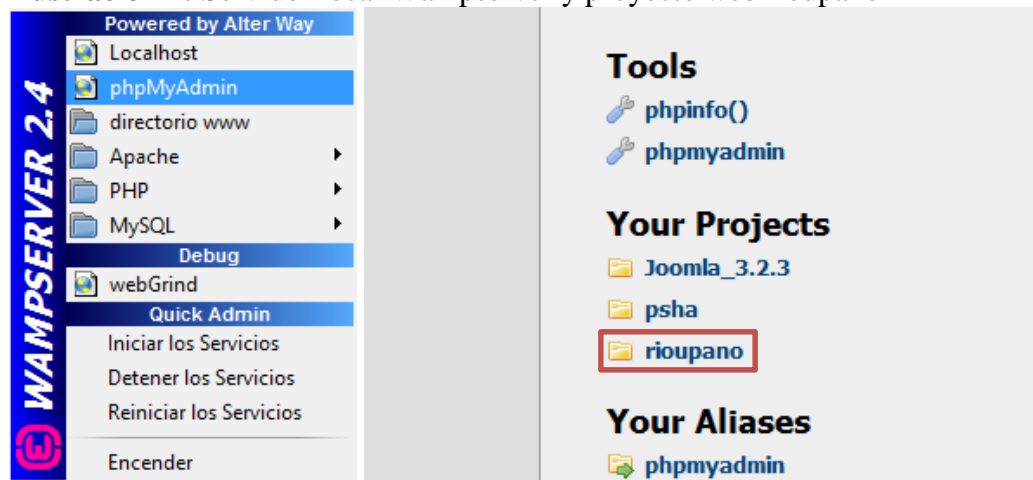 Powered by Alter Way
Localhost
phpMyAdmin
directorio www
Apache
PHP
MySQL
Debug
webGrind
Quick Admin
Iniciar los Servicios
Detener los Servicios
Reiniciar los Servicios
Encender
WAMPSERVER 2.4
Tools
phpinfo()
phpmyadmin
Your Projects
Joomla_3.2.3
psha
rioupano
Your Aliases
phpmyadmin